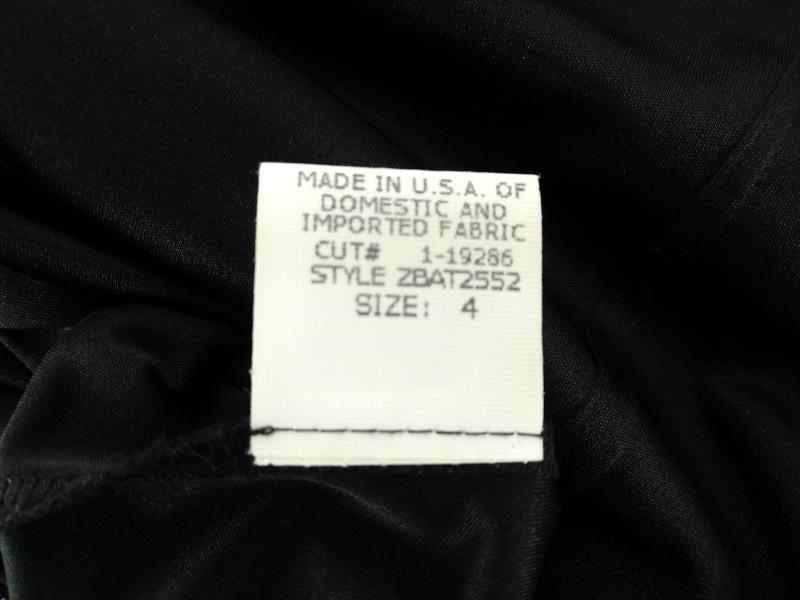 MADE IN U.S.A. OF
DOMESTIC AND
IMPORTED FABRIC
CUT# 1-19286
STYLE ZBAT2552
SIZE: 4